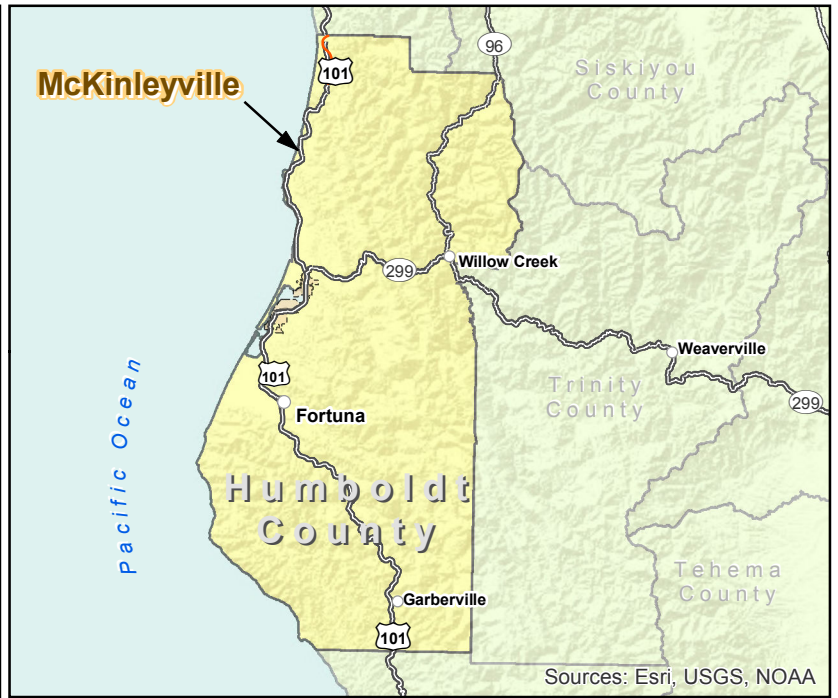 96
101
Siskiyou
County
McKinleyville
299
Willow Creek
Weaverville
101
Trinity
County
299
Fortuna
Pacific Ocean
Humboldt
County
Tehema
County
Garberville
101
Sources: Esri, USGS, NOAA